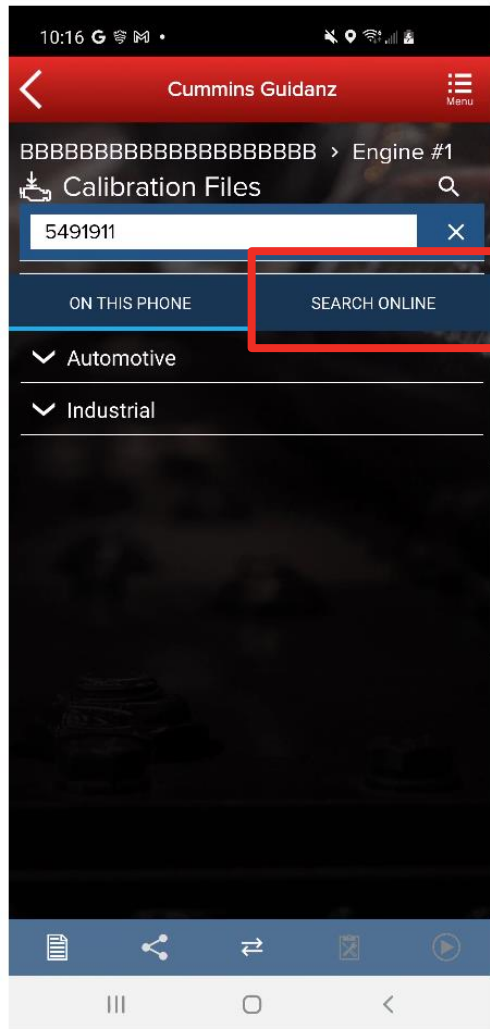 10:16 G
Cummins Guidanz
Menu
BBBBBBBBBBBBBBBBBBBB > Engine #1
Calibration Files
5491911
ON THIS PHONE
SEARCH ONLINE
Automotive
Industrial